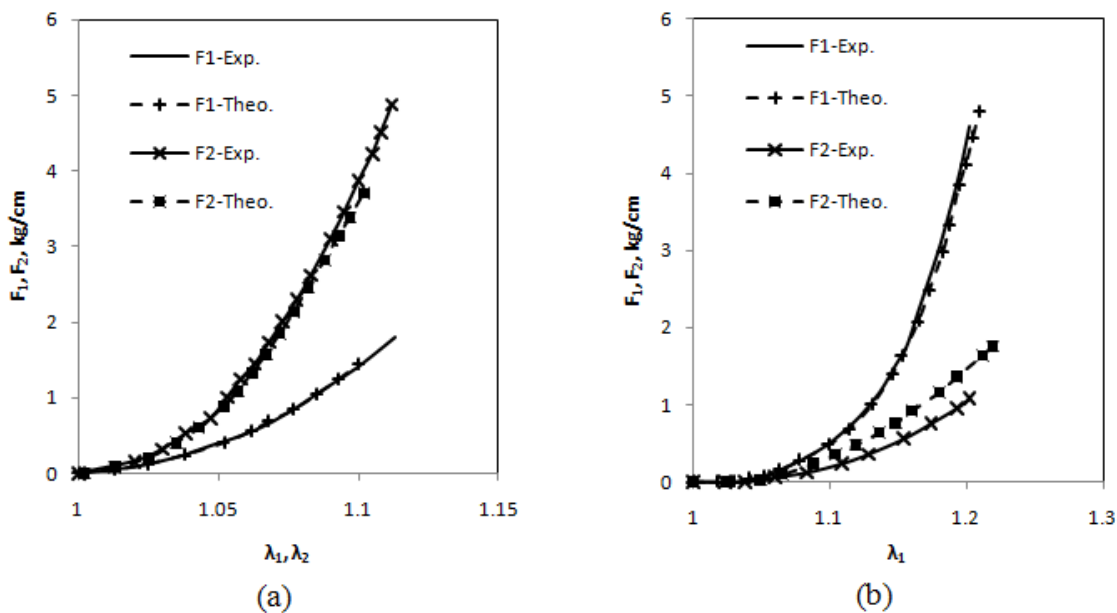 6
5
4
3
2
1
0
F₁, F₂, kg/cm
F1-Exp.
F1-Theo.
F2-Exp.
F2-Theo.
1
1.05
1.1
1.15
λ₁, λ₂
(a)
6
5
4
3
2
1
0
F₁, F₂, kg/cm
F1-Exp.
F1-Theo.
F2-Exp.
F2-Theo.
1
1.1
1.2
1.3
λ₁
(b)